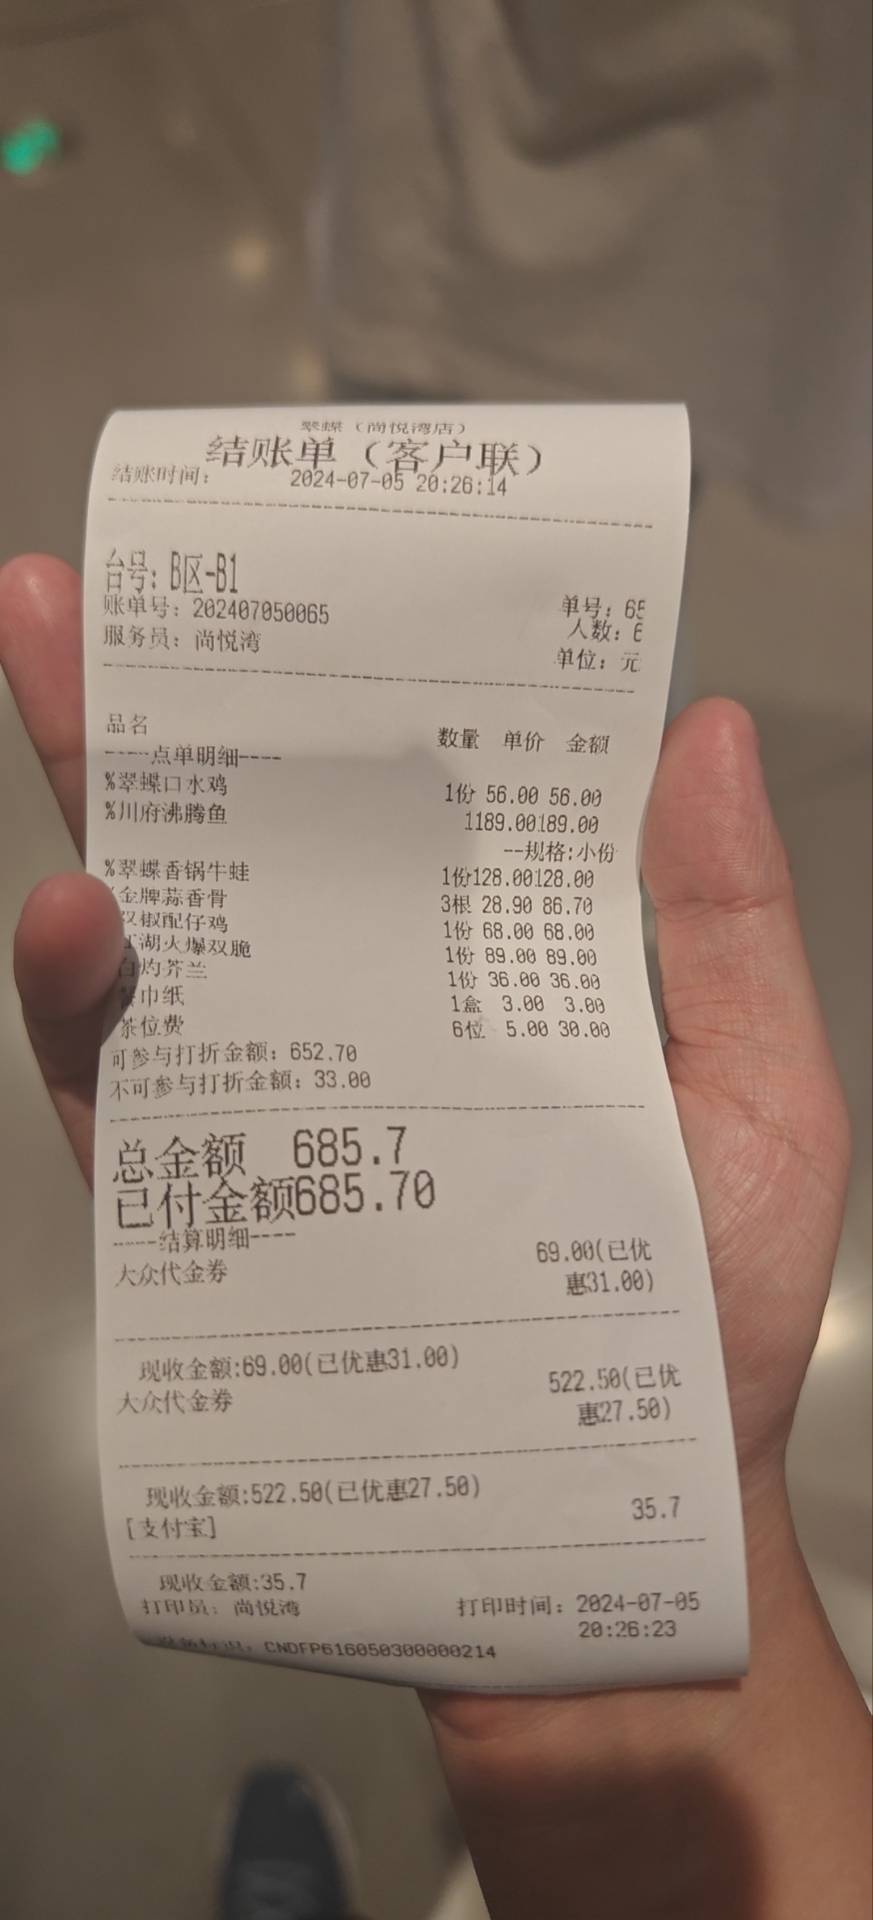 翠蝶（尚悦湾店）
结账单（客户联）
结账时间： 2024-07-05 20:26:14
台号：B区-B1
账单号：202407050065 单号：65
服务员：尚悦湾 人数：6
单位：元
品名 数量 单价 金额
----点单明细----
%翠蝶口水鸡 1份 56.00 56.00
%川府沸腾鱼 1189.00189.00
--规格:小份
%翠蝶香锅牛蛙 1份128.00128.00
金牌蒜香骨 3根 28.90 86.70
双椒配仔鸡 1份 68.00 68.00
江湖火爆双脆 1份 89.00 89.00
白灼芥兰 1份 36.00 36.00
餐巾纸 1盒 3.00 3.00
茶位费 6位 5.00 30.00
可参与打折金额：652.70
不可参与打折金额：33.00
总金额 685.7
已付金额685.70
----结算明细----
大众代金券 69.00(已优
惠31.00)
现收金额:69.00(已优惠31.00)
大众代金券 522.50(已优
惠27.50)
现收金额:522.50(已优惠27.50)
[支付宝] 35.7
现收金额:35.7
打印员：尚悦湾 打印时间：2024-07-05
20:26:23
CNDFP616050300000214